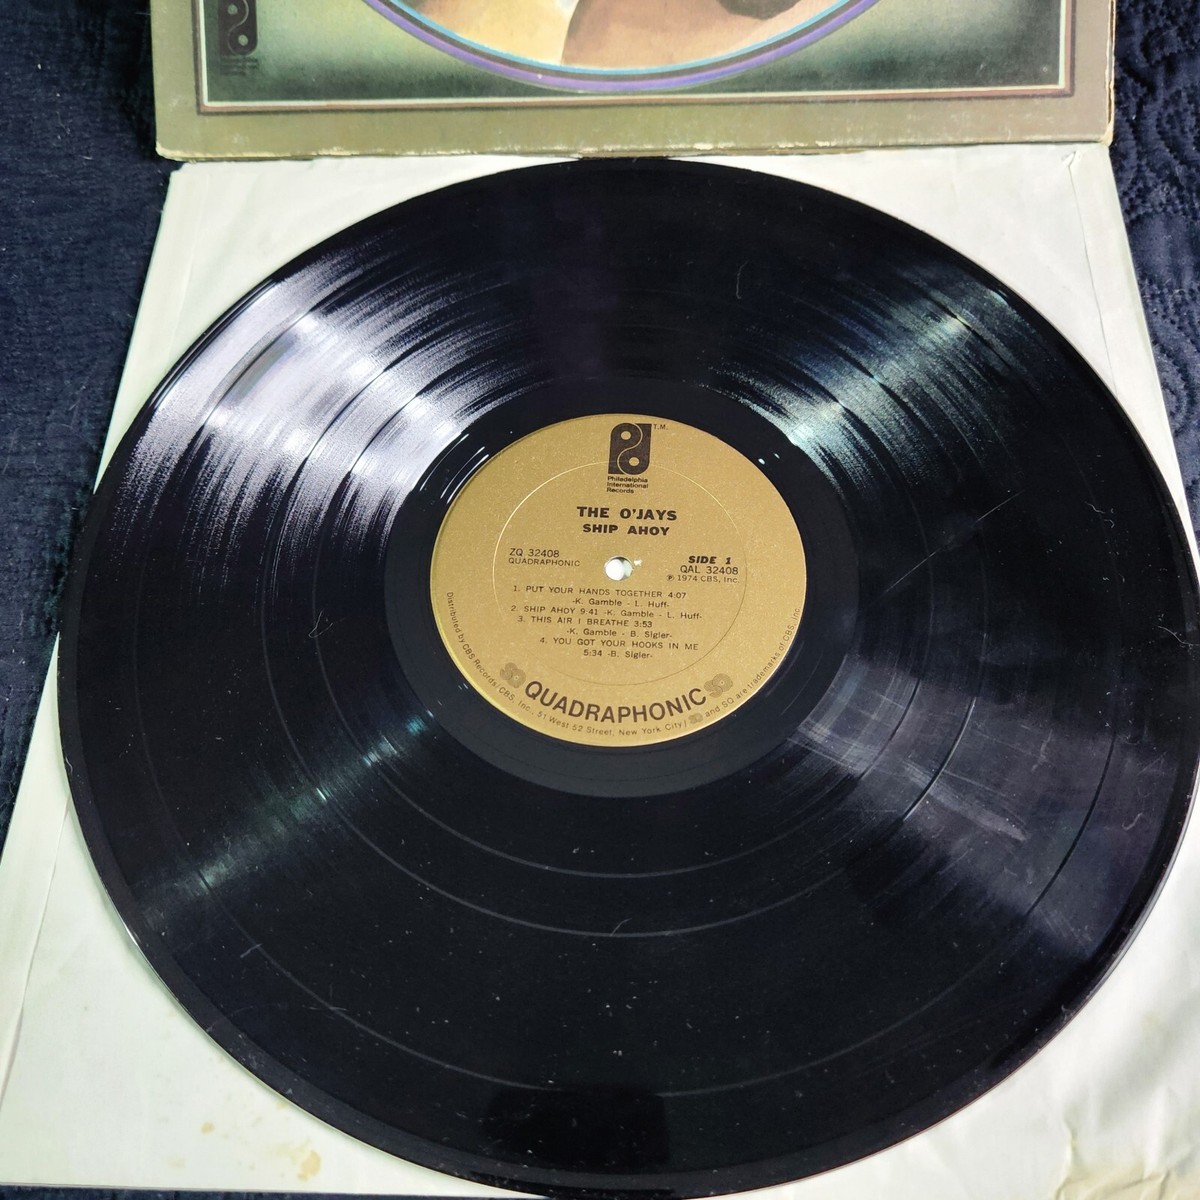 T.M.
Philadelphia
International
Records
THE O'JAYS
SHIP AHOY
ZQ 32408
QUADRAPHONIC
SIDE 1
QAL 32408
℗ 1974 CBS, Inc.
1. PUT YOUR HANDS TOGETHER 4:07
-K. Gamble - L. Huff-
2. SHIP AHOY 9:41 -K. Gamble - L. Huff-
3. THIS AIR I BREATHE 3:53
-K. Gamble - B. Sigler-
4. YOU GOT YOUR HOOKS IN ME
5:34 -B. Sigler-
SQ QUADRAPHONIC SQ
Distributed by CBS Records/CBS, Inc. 51 West 52 Street, New York City/ SQ and SQ are trademarks of CBS, Inc.